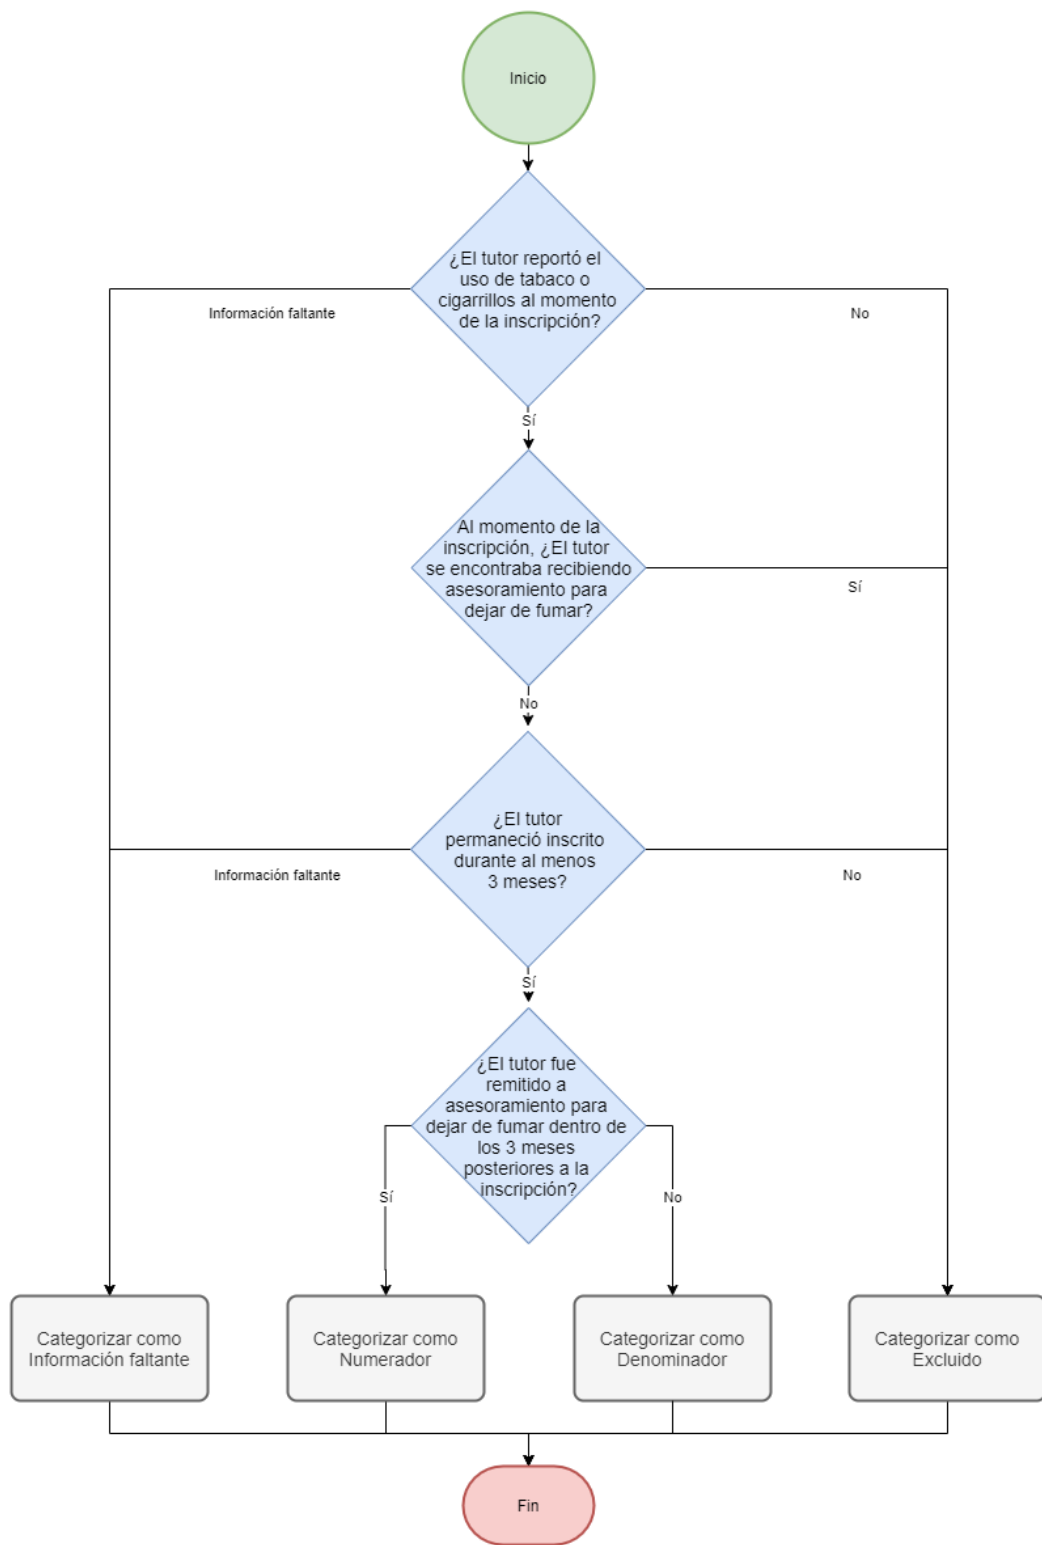 Inicio
¿El tutor reportó el
uso de tabaco o
cigarrillos al momento
de la inscripción?
Información faltante
No
Sí
Al momento de la
inscripción, ¿El tutor
se encontraba recibiendo
asesoramiento para
dejar de fumar?
Sí
No
¿El tutor
permaneció inscrito
durante al menos
3 meses?
Información faltante
No
Sí
¿El tutor fue
remitido a
asesoramiento para
dejar de fumar dentro de
los 3 meses
posteriores a la
inscripción?
Sí
No
Categorizar como
Información faltante
Categorizar como
Numerador
Categorizar como
Denominador
Categorizar como
Excluido
Fin